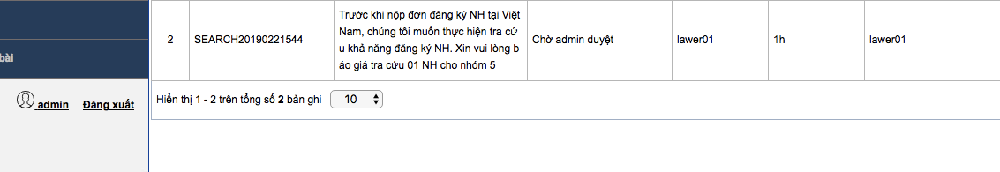 bài
admin Đăng xuất
2
SEARCH20190221544
Trước khi nộp đơn đăng ký NH tại Việt
Nam, chúng tôi muốn thực hiện tra cứ
u khả năng đăng ký NH. Xin vui lòng b
áo giá tra cứu 01 NH cho nhóm 5
Chờ admin duyệt
lawer01
1h
lawer01
Hiển thị 1 - 2 trên tổng số 2 bản ghi 10